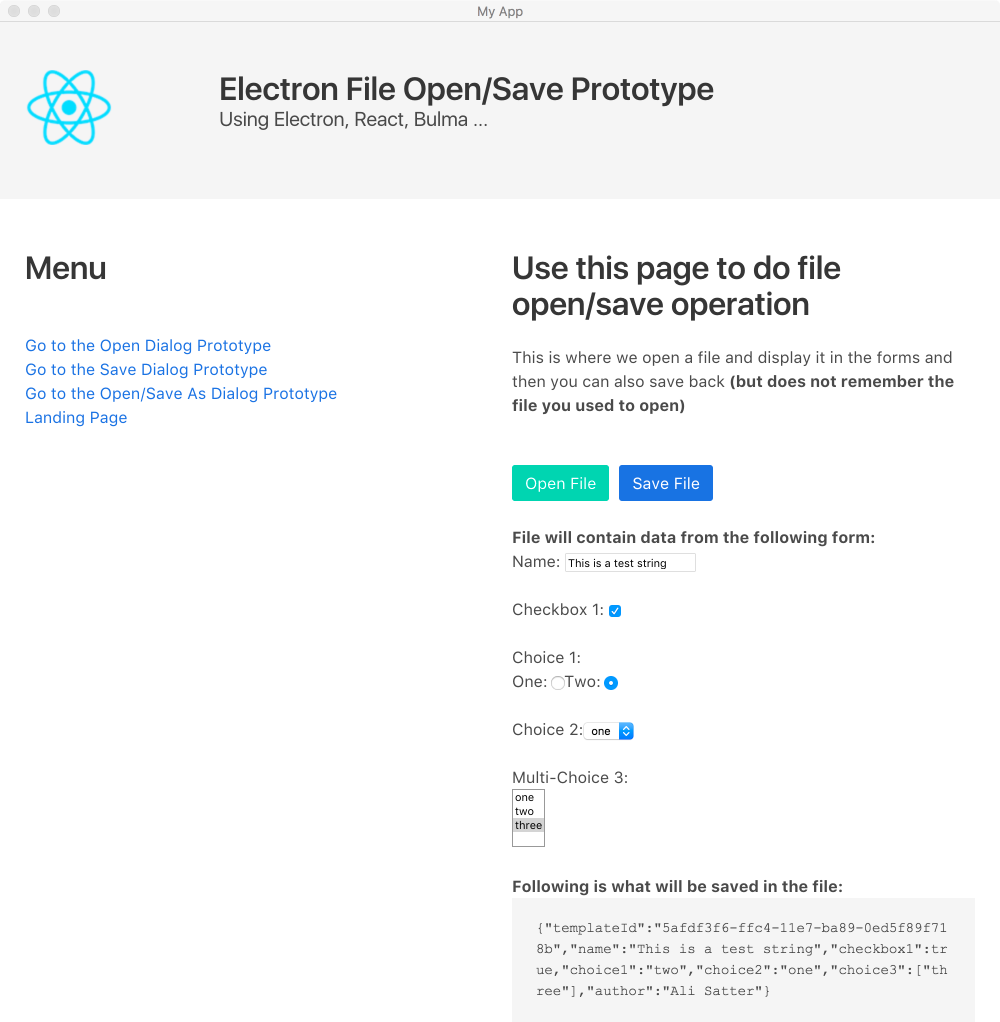 My App
Electron File Open/Save Prototype
Using Electron, React, Bulma ...
Menu
Go to the Open Dialog Prototype
Go to the Save Dialog Prototype
Go to the Open/Save As Dialog Prototype
Landing Page
Use this page to do file
open/save operation
This is where we open a file and display it in the forms and
then you can also save back (but does not remember the
file you used to open)
Open File Save File
File will contain data from the following form:
Name: This is a test string
Checkbox 1:
Choice 1:
One: Two:
Choice 2: one
Multi-Choice 3:
one
two
three
Following is what will be saved in the file:
{"templateId":"5afdf3f6-ffc4-11e7-ba89-0ed5f89f71
8b","name":"This is a test string","checkbox1":tr
ue,"choice1":"two","choice2":"one","choice3":["th
ree"],"author":"Ali Satter"}